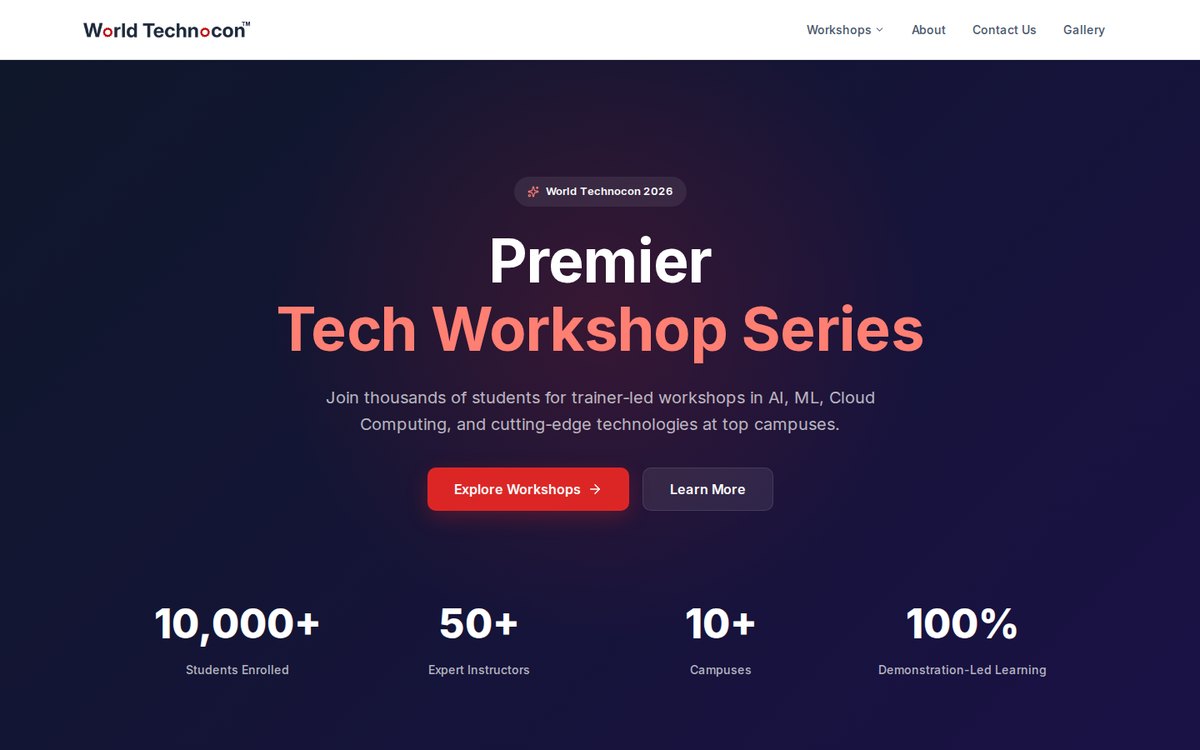 World Technocon™
Workshops
About
Contact Us
Gallery
World Technocon 2026
Premier
Tech Workshop Series
Join thousands of students for trainer-led workshops in AI, ML, Cloud
Computing, and cutting-edge technologies at top campuses.
Explore Workshops →
Learn More
10,000+
50+
10+
100%
Students Enrolled
Expert Instructors
Campuses
Demonstration-Led Learning